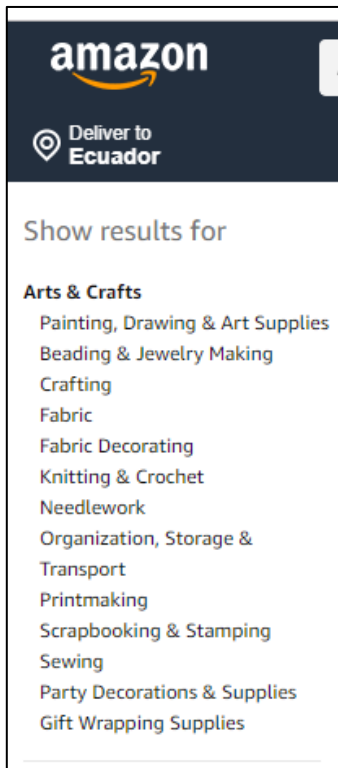 amazon
Deliver to
Ecuador
Show results for
Arts & Crafts
Painting, Drawing & Art Supplies
Beading & Jewelry Making
Crafting
Fabric
Fabric Decorating
Knitting & Crochet
Needlework
Organization, Storage &
Transport
Printmaking
Scrapbooking & Stamping
Sewing
Party Decorations & Supplies
Gift Wrapping Supplies